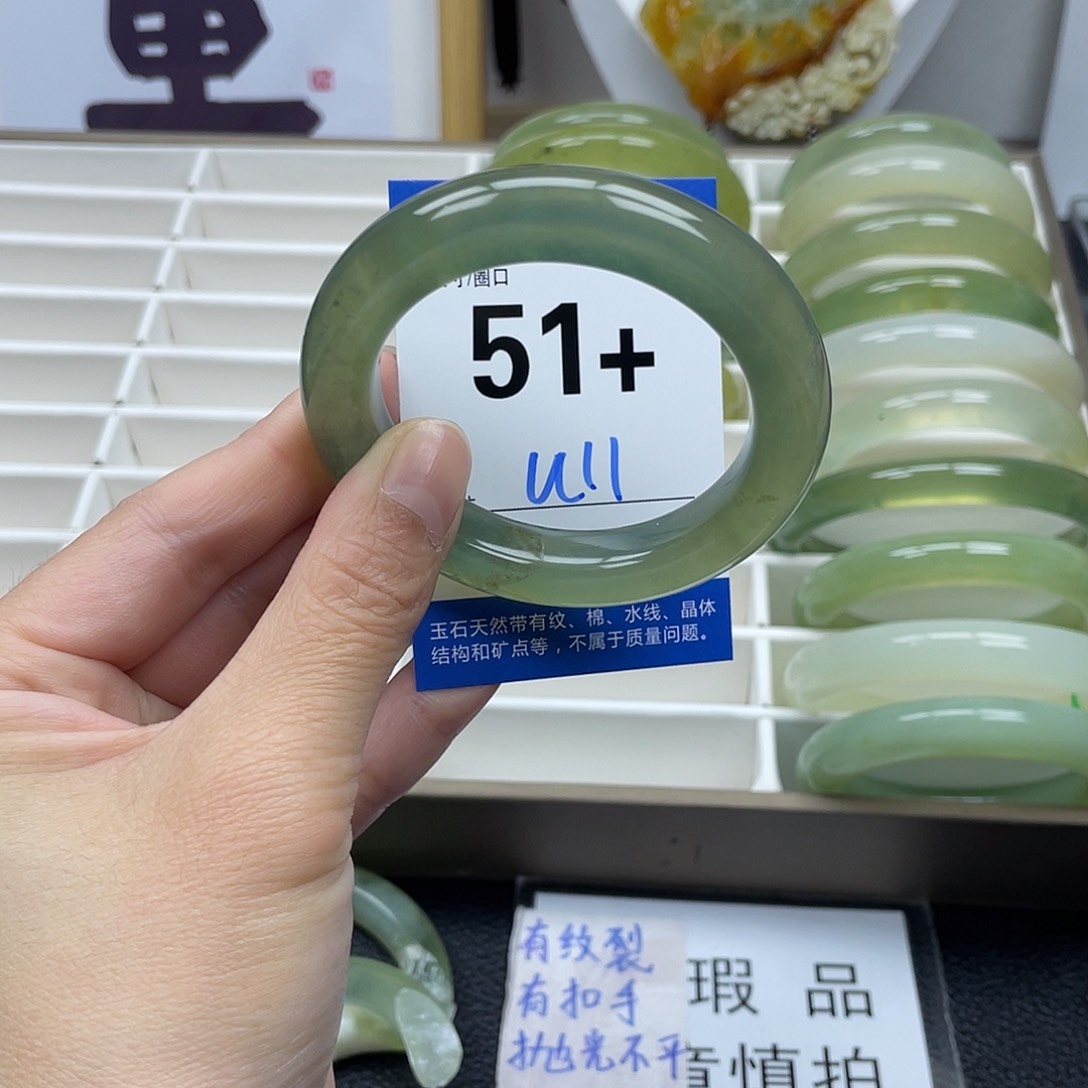 寸/圈口
51+
U11
玉石天然带有纹、棉、水线、晶体
结构和矿点等，不属于质量问题。
有纹裂
有扣手
抛光不平
瑕 品
慎拍